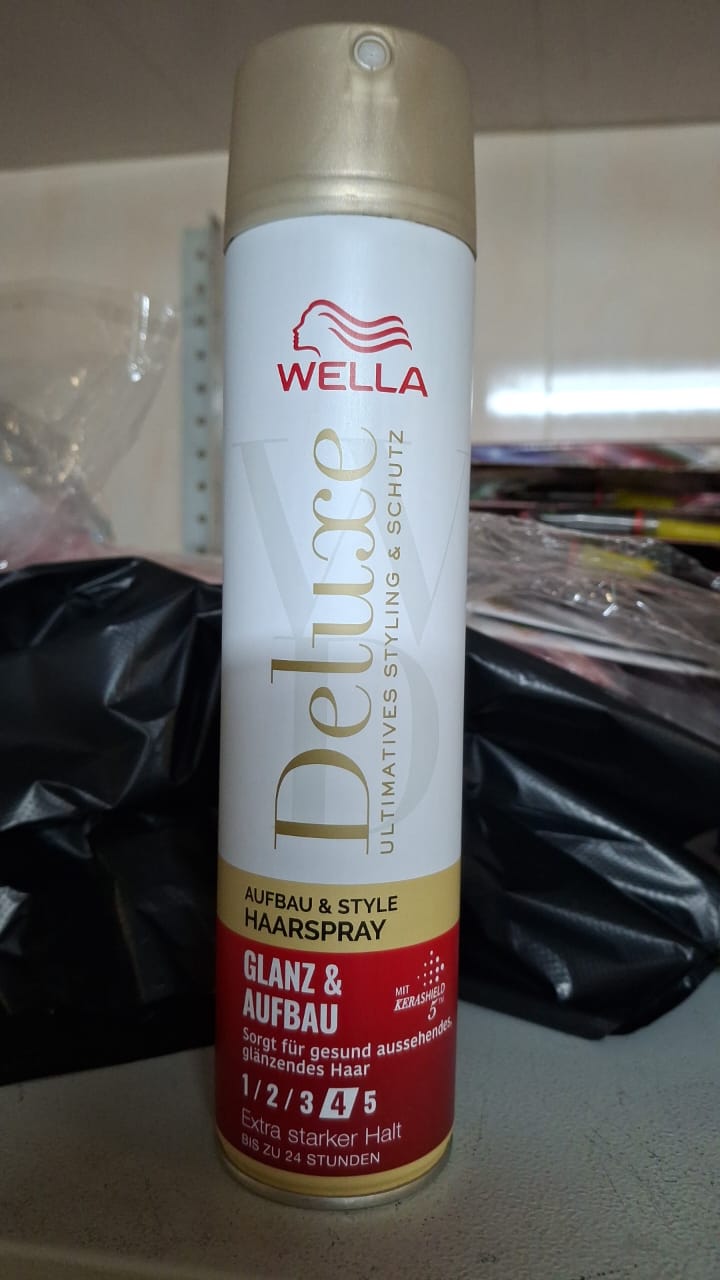 WELLA
Deluxe
ULTIMATIVES STYLING & SCHUTZ
AUFBAU & STYLE
HAARSPRAY
GLANZ &
AUFBAU
MIT
KERASHIELD
5™
Sorgt für gesund aussehendes,
glänzendes Haar
1/2/3/4/5
Extra starker Halt
BIS ZU 24 STUNDEN